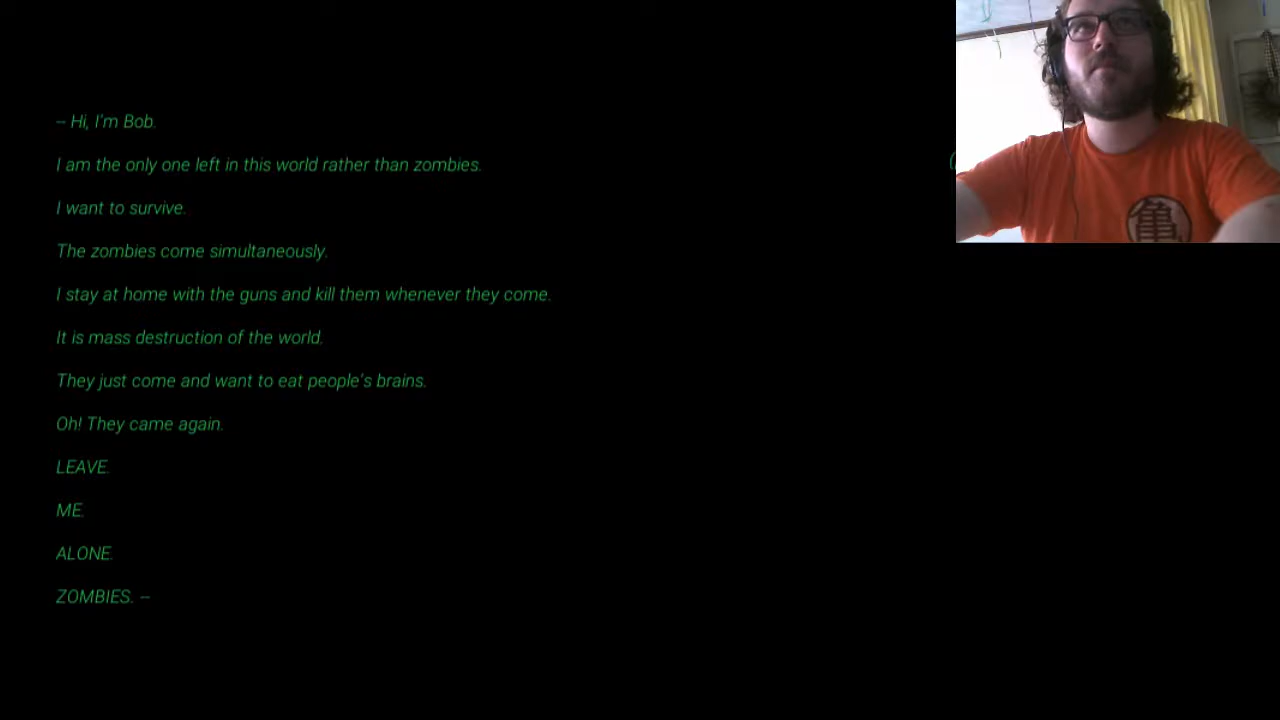 -- Hi, I'm Bob.
I am the only one left in this world rather than zombies.
I want to survive.
The zombies come simultaneously.
I stay at home with the guns and kill them whenever they come.
It is mass destruction of the world.
They just come and want to eat people's brains.
Oh! They came again.
LEAVE.
ME.
ALONE.
ZOMBIES. --
亀